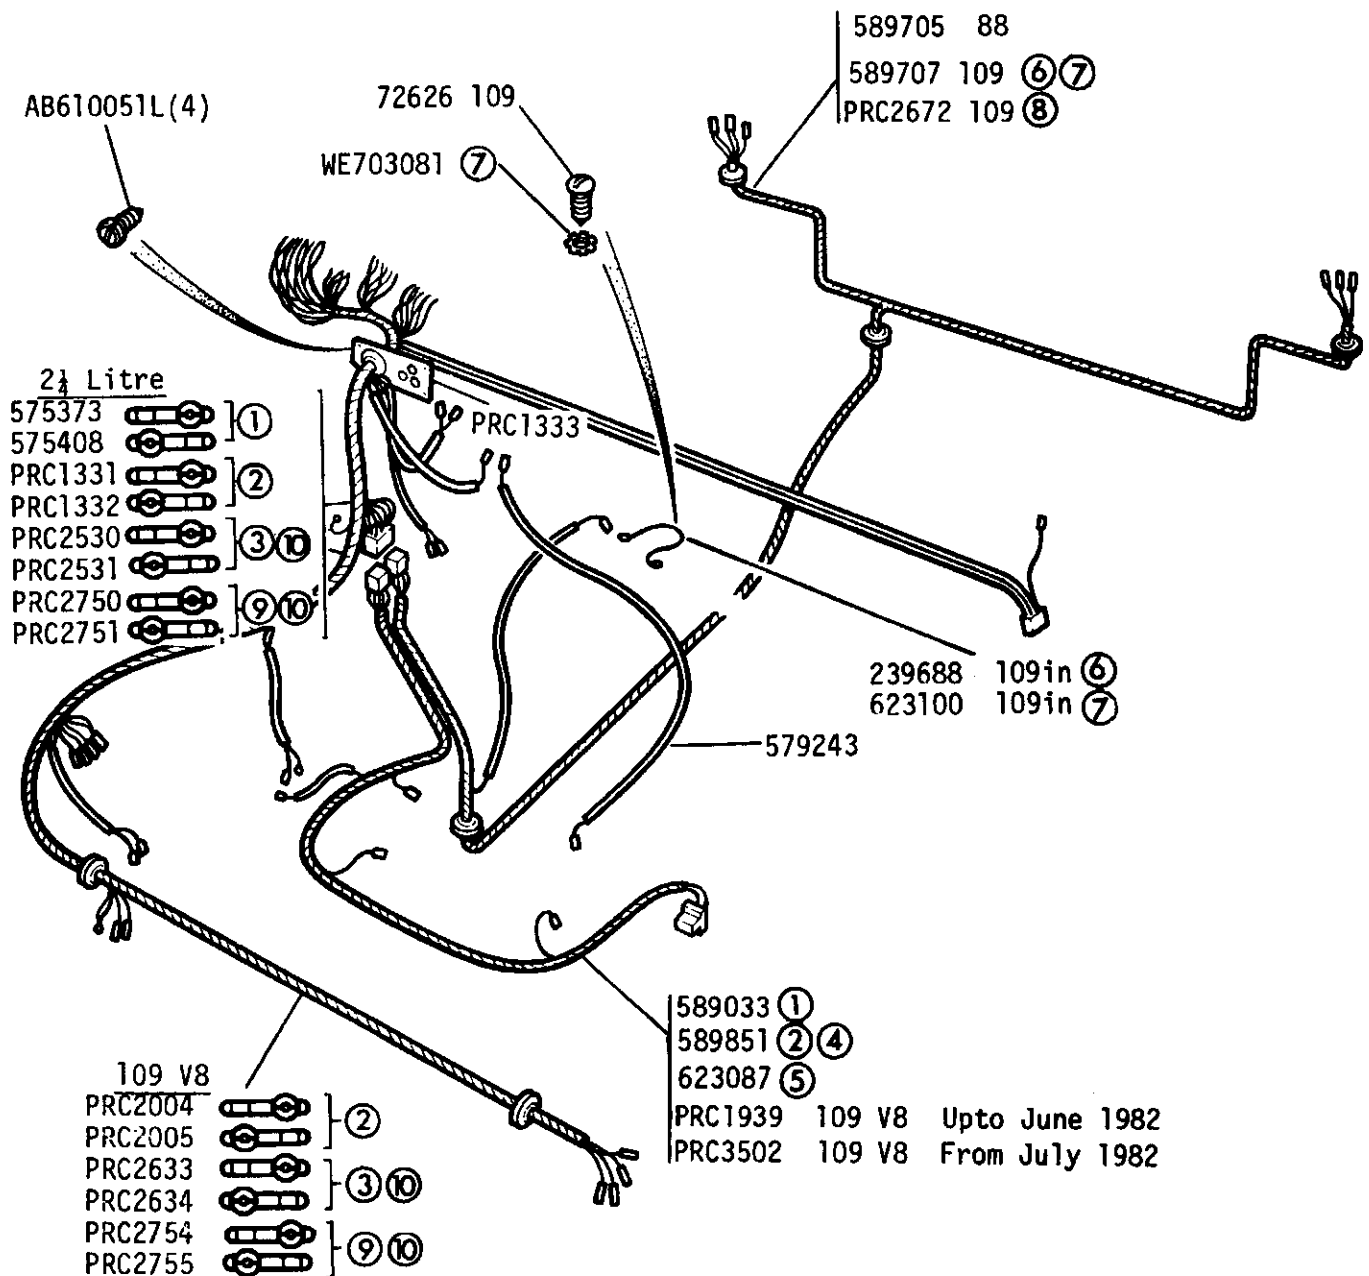 589705 88
589707 109 ⑥⑦
PRC2672 109 ⑧
72626 109
AB610051L(4)
WE703081 ⑦
2¼ Litre
575373 ①
575408
PRC1331 ②
PRC1332
PRC2530 ③⑩
PRC2531
PRC2750 ⑨⑩
PRC2751
PRC1333
239688 109in ⑥
623100 109in ⑦
579243
589033 ①
589851 ②④
623087 ⑤
PRC1939 109 V8 Upto June 1982
PRC3502 109 V8 From July 1982
109 V8
PRC2004 ②
PRC2005
PRC2633 ③⑩
PRC2634
PRC2754 ⑨⑩
PRC2755